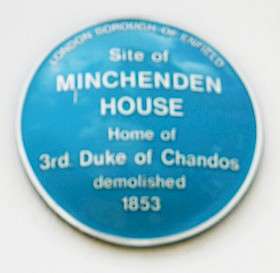 LONDON BOROUGH OF ENFIELD
Site of
MINCHENDEN
HOUSE
Home of
3rd Duke of Chandos
demolished
1853